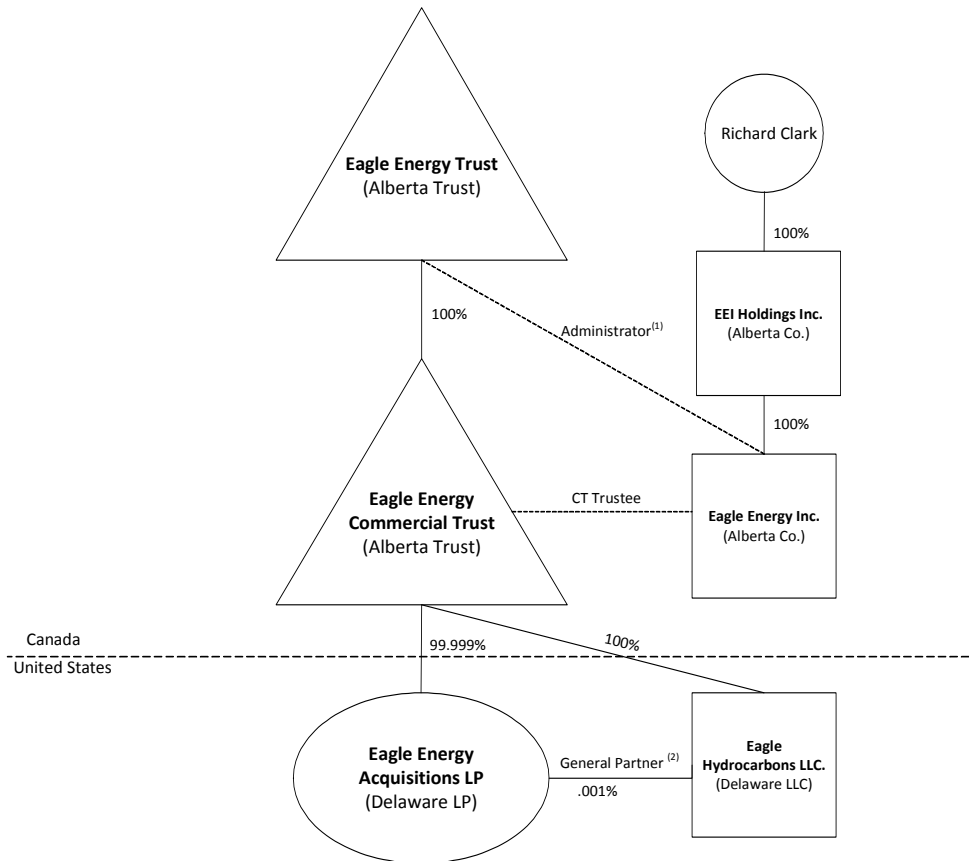 Richard Clark
Eagle Energy Trust
(Alberta Trust)
100%
EEI Holdings Inc.
(Alberta Co.)
100%
Administrator(1)
100%
Eagle Energy
Commercial Trust
(Alberta Trust)
CT Trustee
Eagle Energy Inc.
(Alberta Co.)
Canada
99.999%
100%
United States
Eagle Energy
Acquisitions LP
(Delaware LP)
General Partner (2)
.001%
Eagle
Hydrocarbons LLC.
(Delaware LLC)